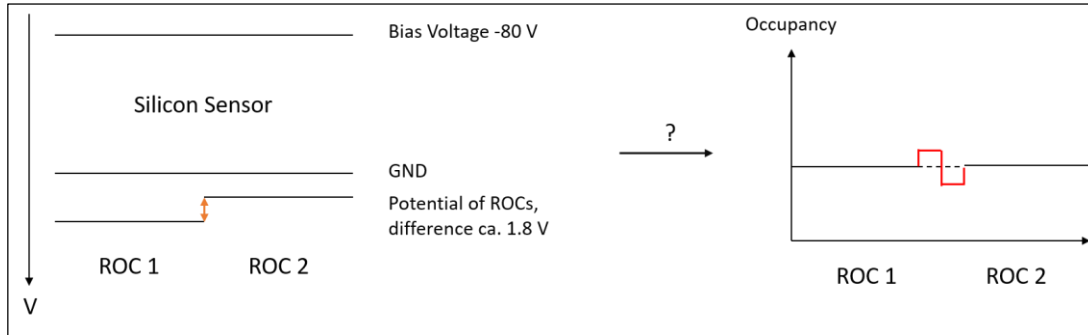 Bias Voltage -80 V
Silicon Sensor
GND
Potential of ROCs,
difference ca. 1.8 V
ROC 1
ROC 2
V
?
Occupancy
ROC 1
ROC 2